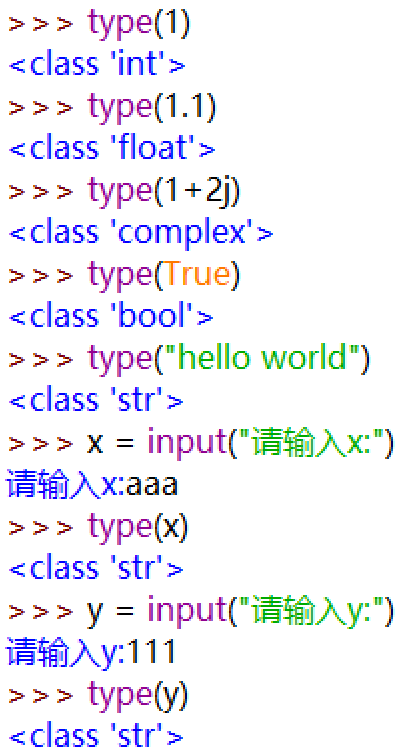 >>> type(1)
<class 'int'>
>>> type(1.1)
<class 'float'>
>>> type(1+2j)
<class 'complex'>
>>> type(True)
<class 'bool'>
>>> type("hello world")
<class 'str'>
>>> x = input("请输入x:")
请输入x:aaa
>>> type(x)
<class 'str'>
>>> y = input("请输入y:")
请输入y:111
>>> type(y)
<class 'str'>